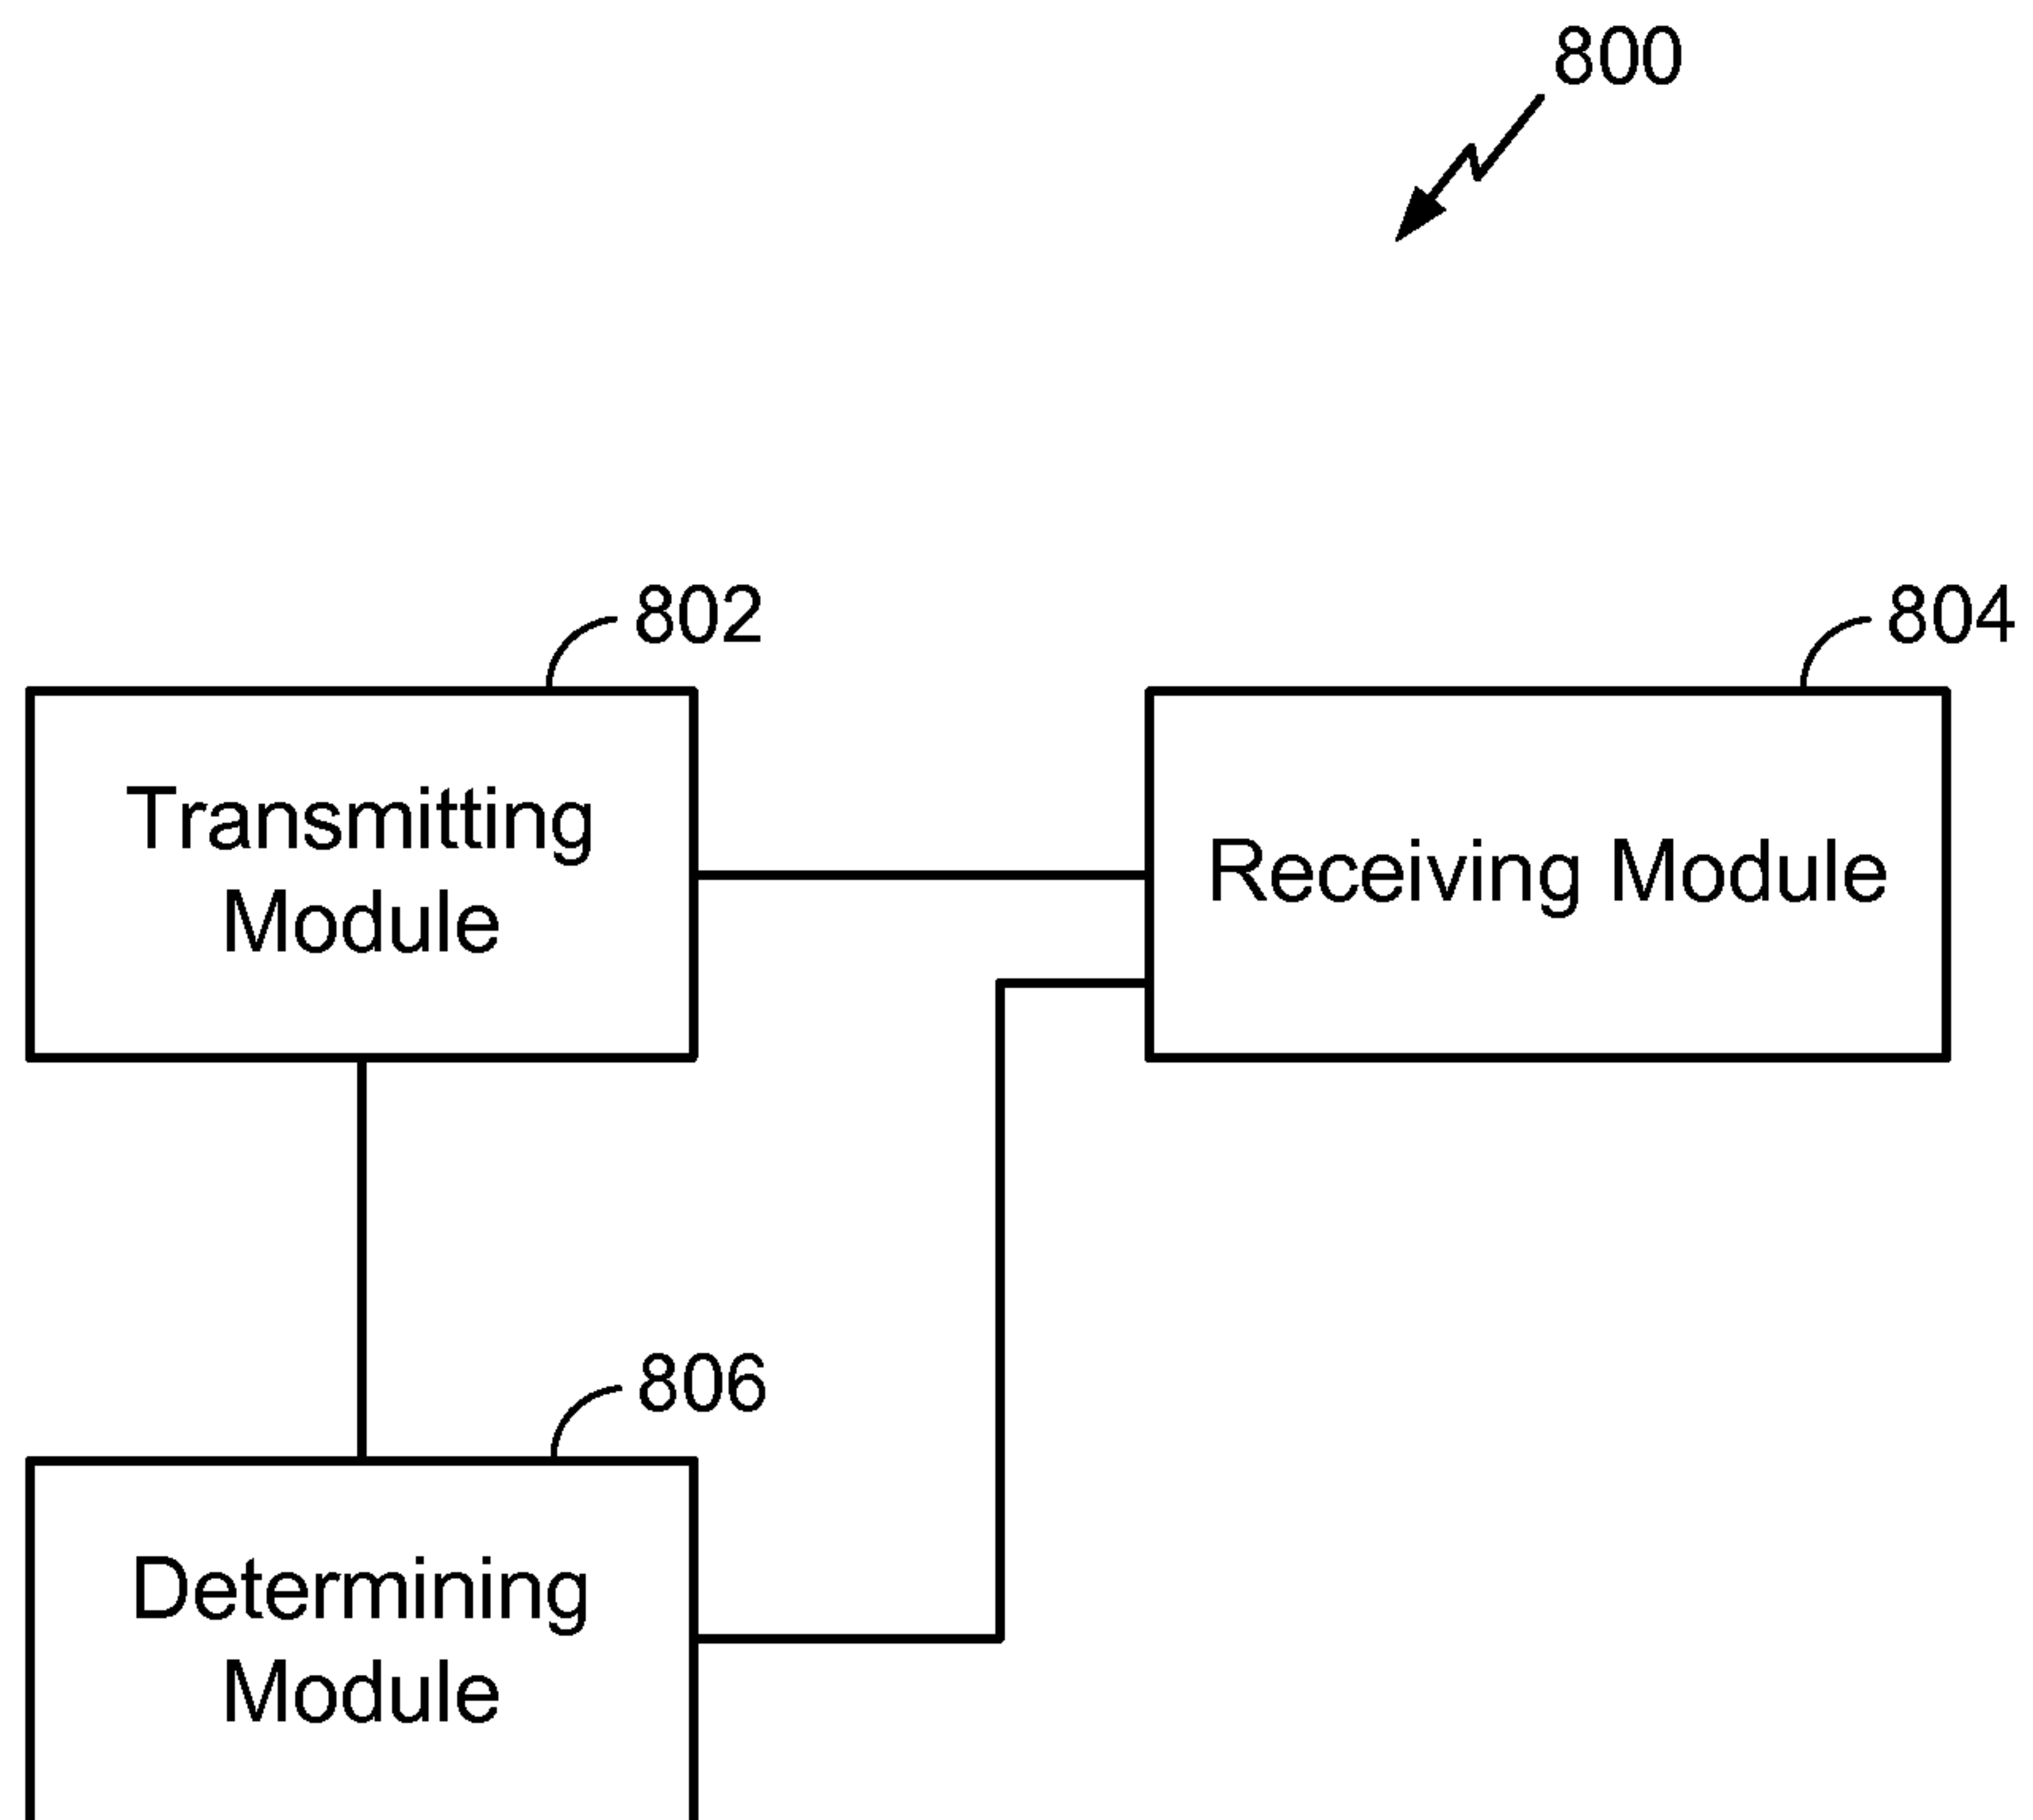 800
802
804
Transmitting
Module
Receiving Module
806
Determining
Module